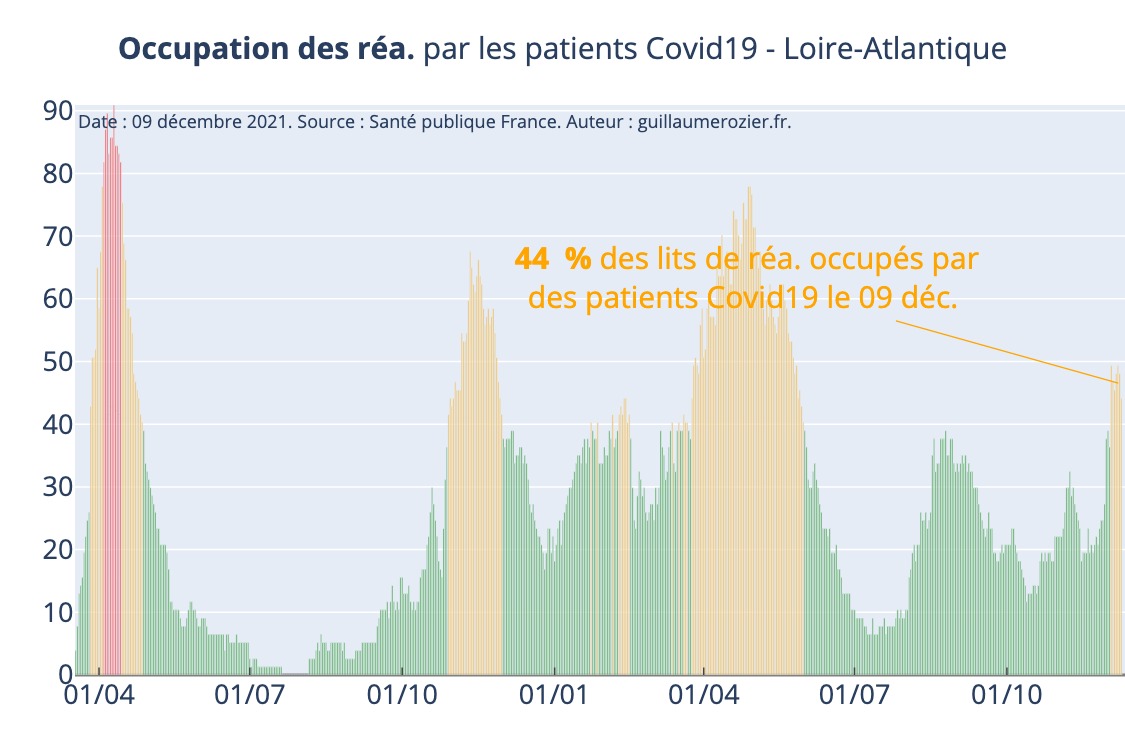 Occupation des réa. par les patients Covid19 - Loire-Atlantique
90
Date : 09 décembre 2021. Source : Santé publique France. Auteur : guillaumerozier.fr.
80
70
44 % des lits de réa. occupés par
des patients Covid19 le 09 déc.
60
50
40
30
20
10
0
01/04 01/07 01/10 01/01 01/04 01/07 01/10